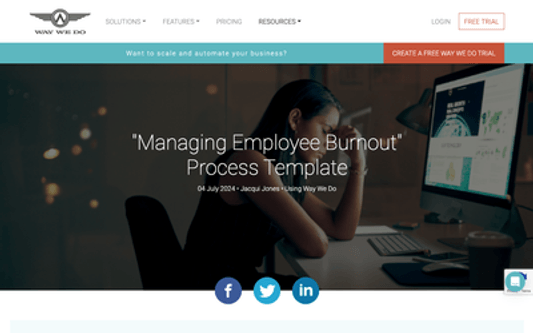 WAY WE DO
SOLUTIONS
FEATURES
PRICING
RESOURCES
LOGIN
FREE TRIAL
Want to scale and automate your business?
CREATE A FREE WAY WE DO TRIAL
"Managing Employee Burnout"
Process Template
04 July 2024 • Jacqui Jones • Using Way We Do